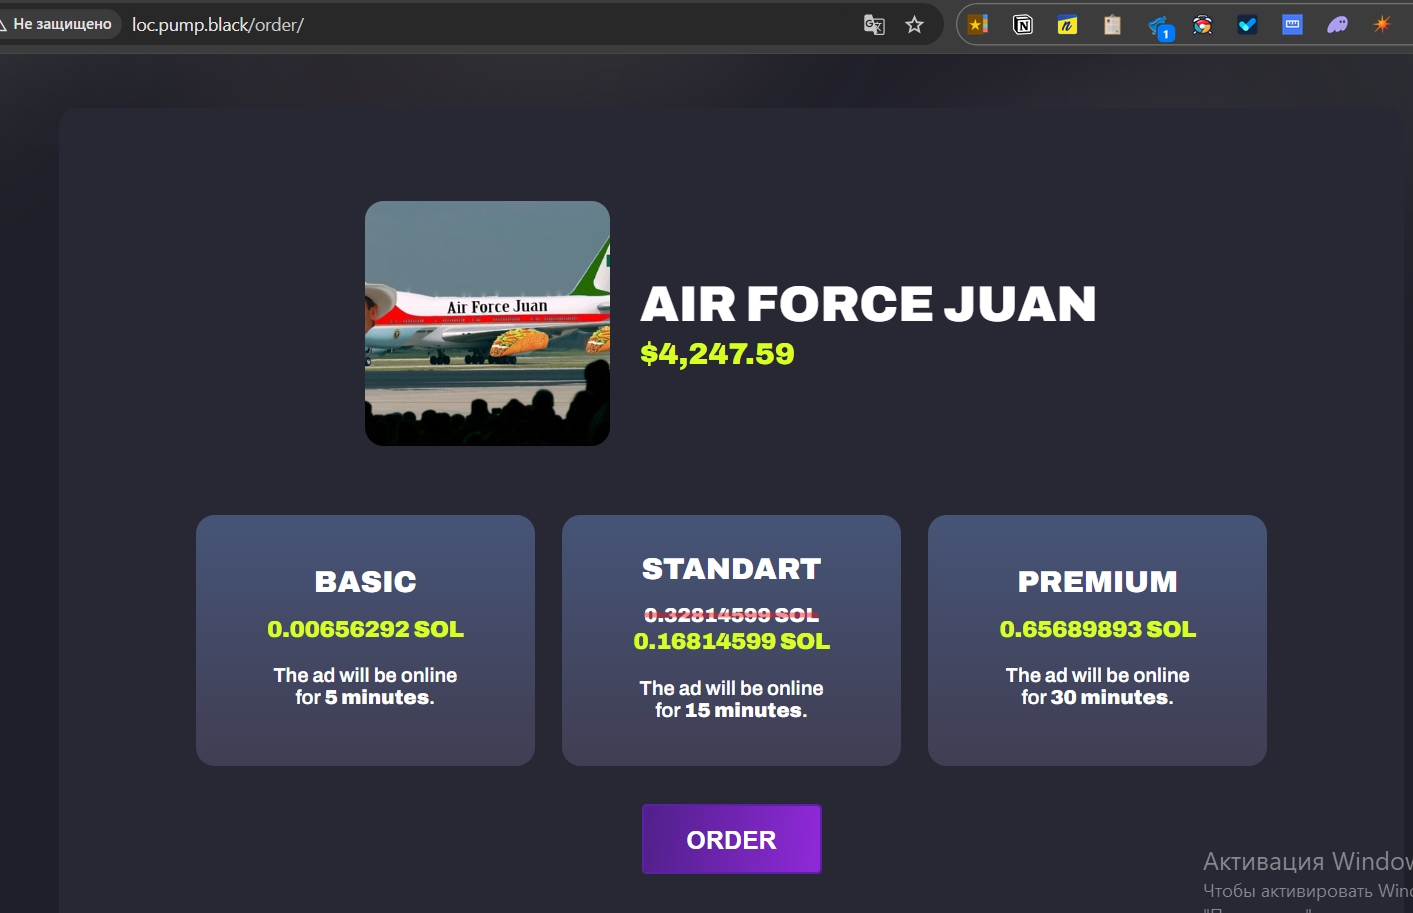 Не защищено loc.pump.black/order/
1
Air Force Juan
AIR FORCE JUAN
$4,247.59
BASIC
0.00656292 SOL
The ad will be online
for 5 minutes.
STANDART
0.32814599 SOL
0.16814599 SOL
The ad will be online
for 15 minutes.
PREMIUM
0.65689893 SOL
The ad will be online
for 30 minutes.
ORDER
Активация Window
Чтобы активировать Wind